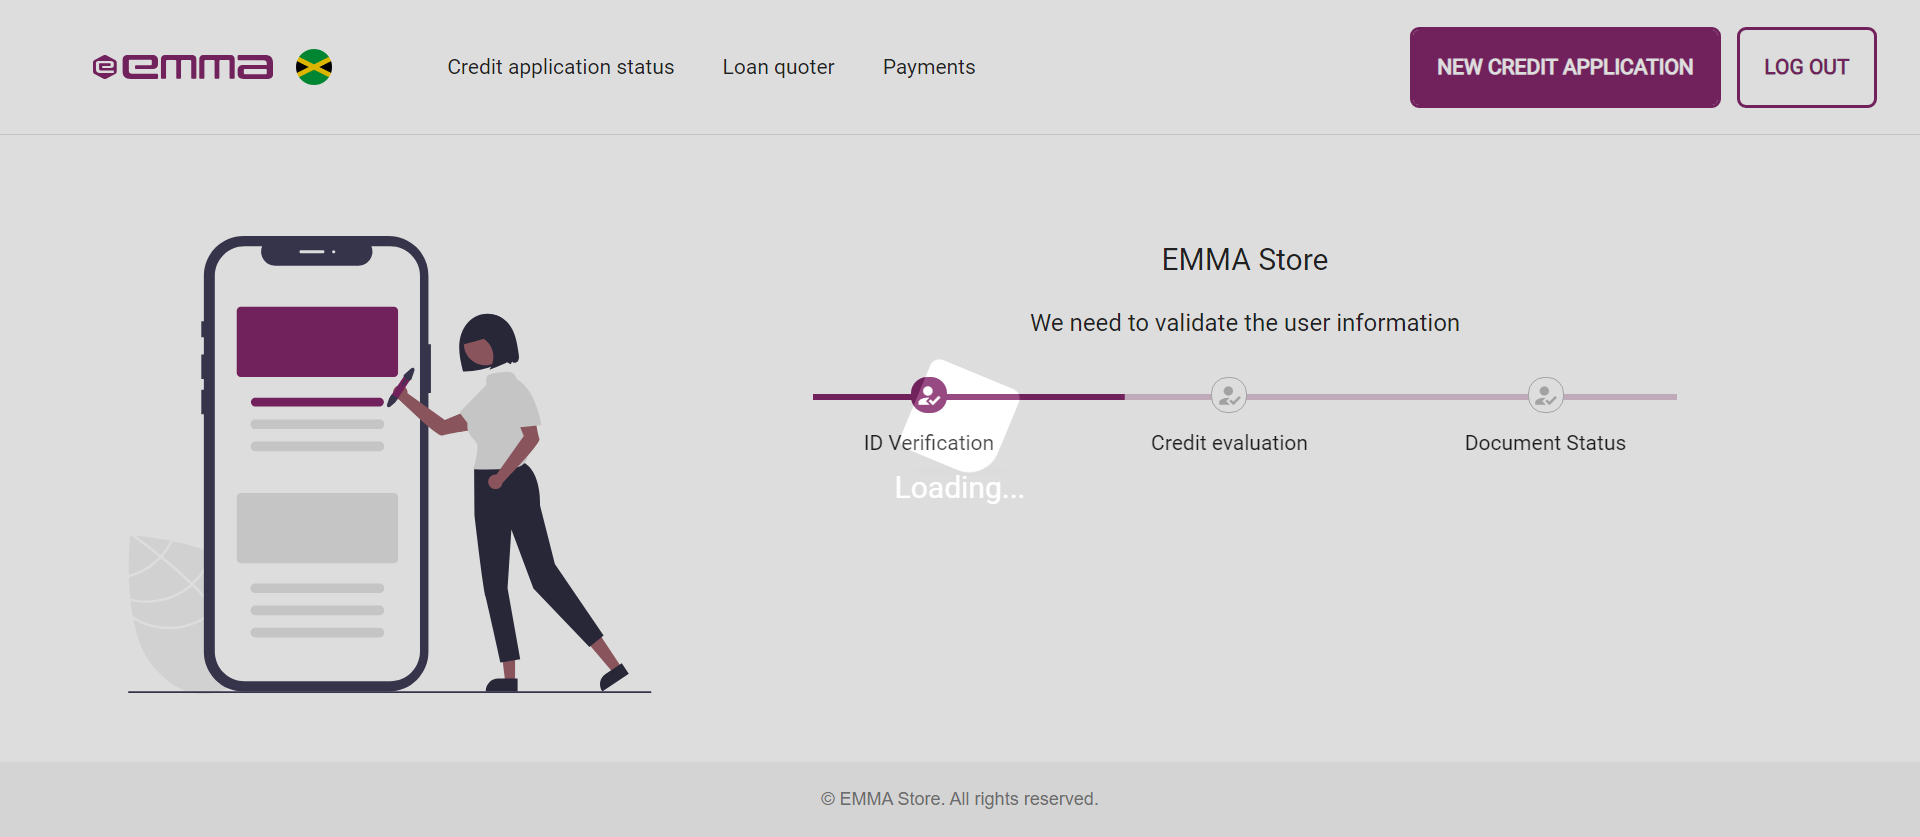 emma
Credit application status
Loan quoter
Payments
NEW CREDIT APPLICATION
LOG OUT
EMMA Store
We need to validate the user information
ID Verification
Credit evaluation
Document Status
Loading...
© EMMA Store. All rights reserved.